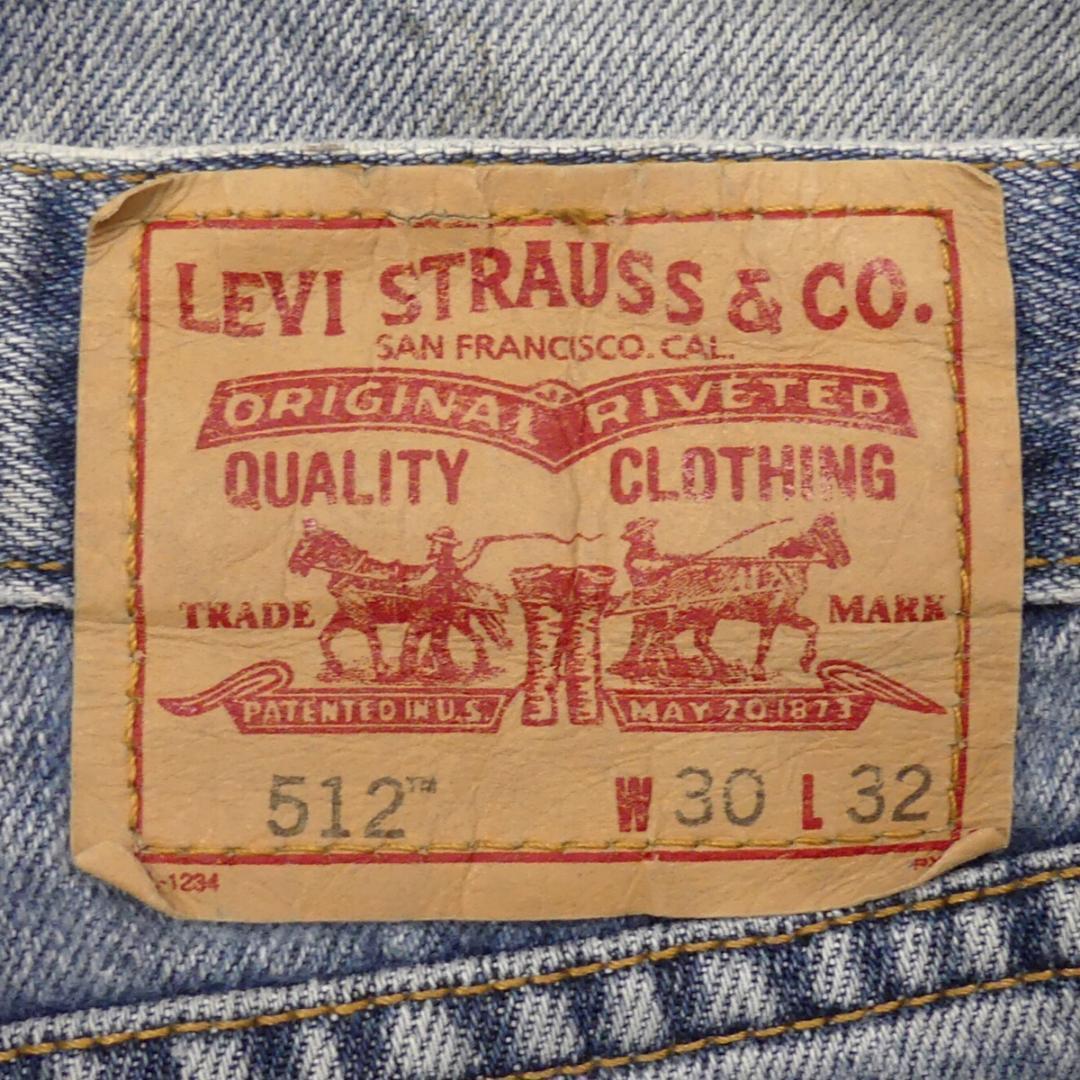 LEVI STRAUSS & CO.
SAN FRANCISCO. CAL.
ORIGINAL RIVETED
QUALITY CLOTHING
TRADE MARK
PATENTED IN U.S. MAY 20 1873
512™ W 30 L 32
-1234